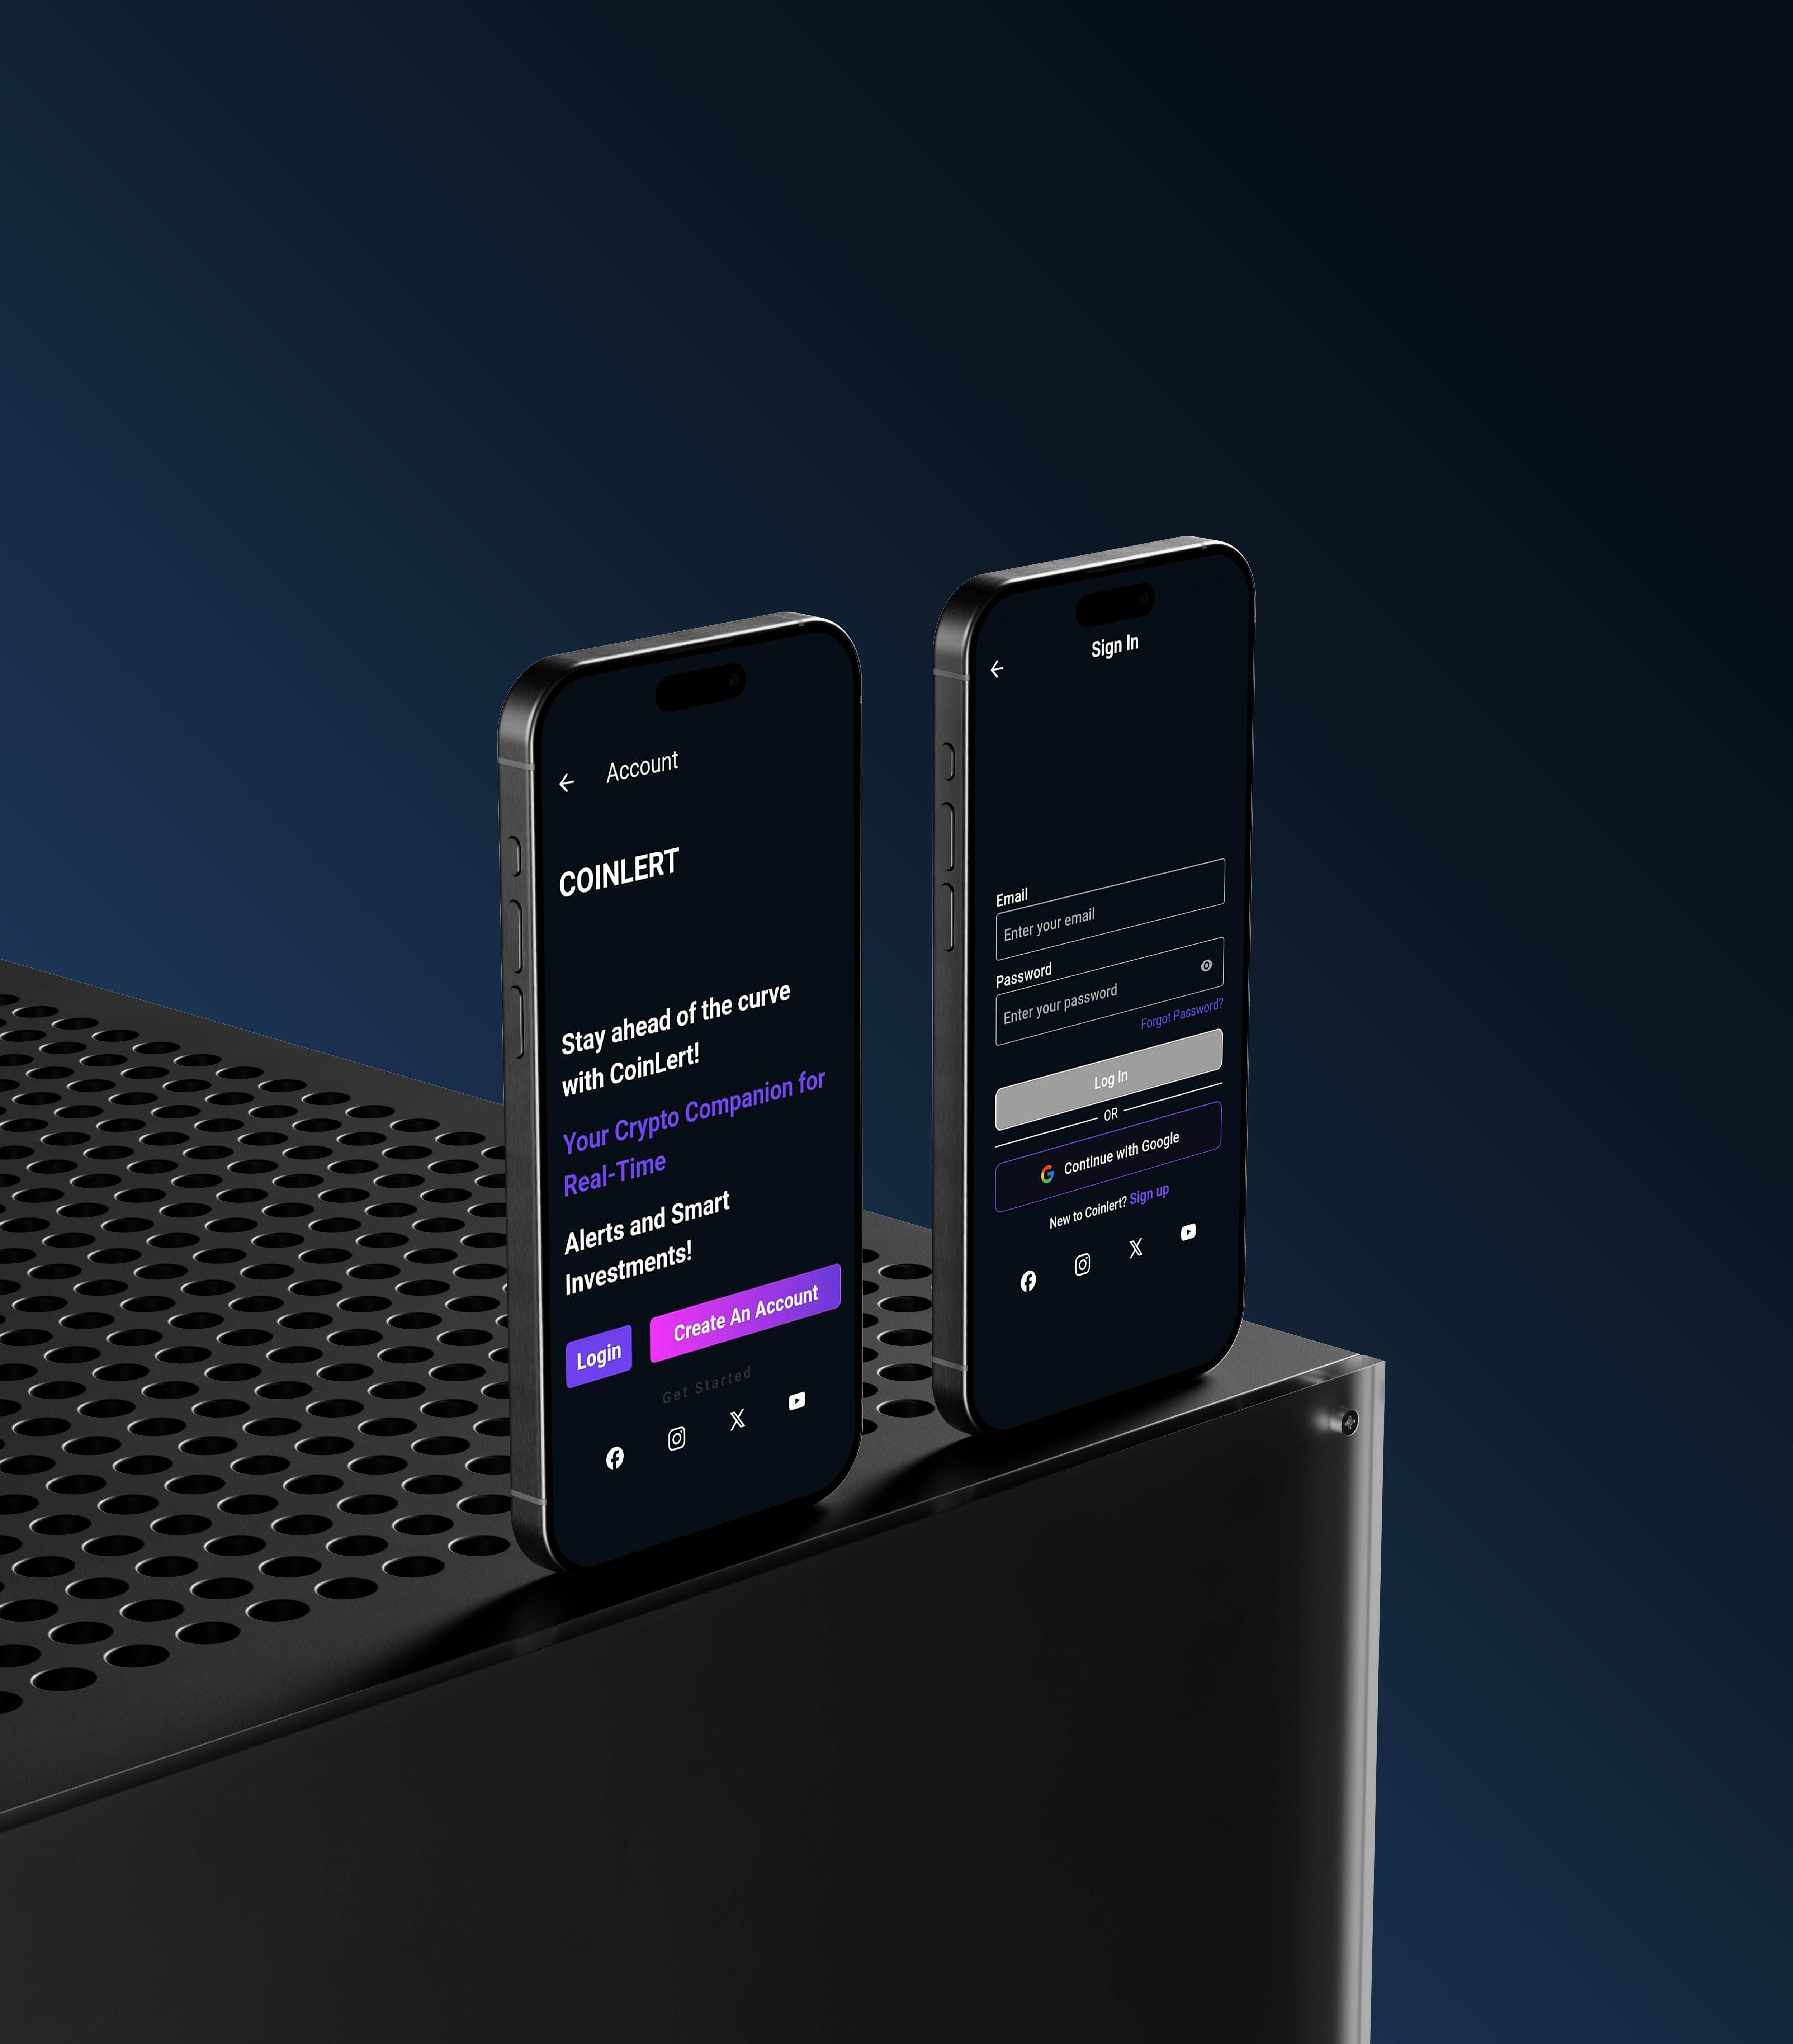 Account
COINLERT
Stay ahead of the curve
with CoinLert!
Your Crypto Companion for
Real-Time
Alerts and Smart
Investments!
Login
Create An Account
Get Started
Sign In
Email
Enter your email
Password
Enter your password
Forgot Password?
Log In
OR
Continue with Google
New to Coinlert? Sign up